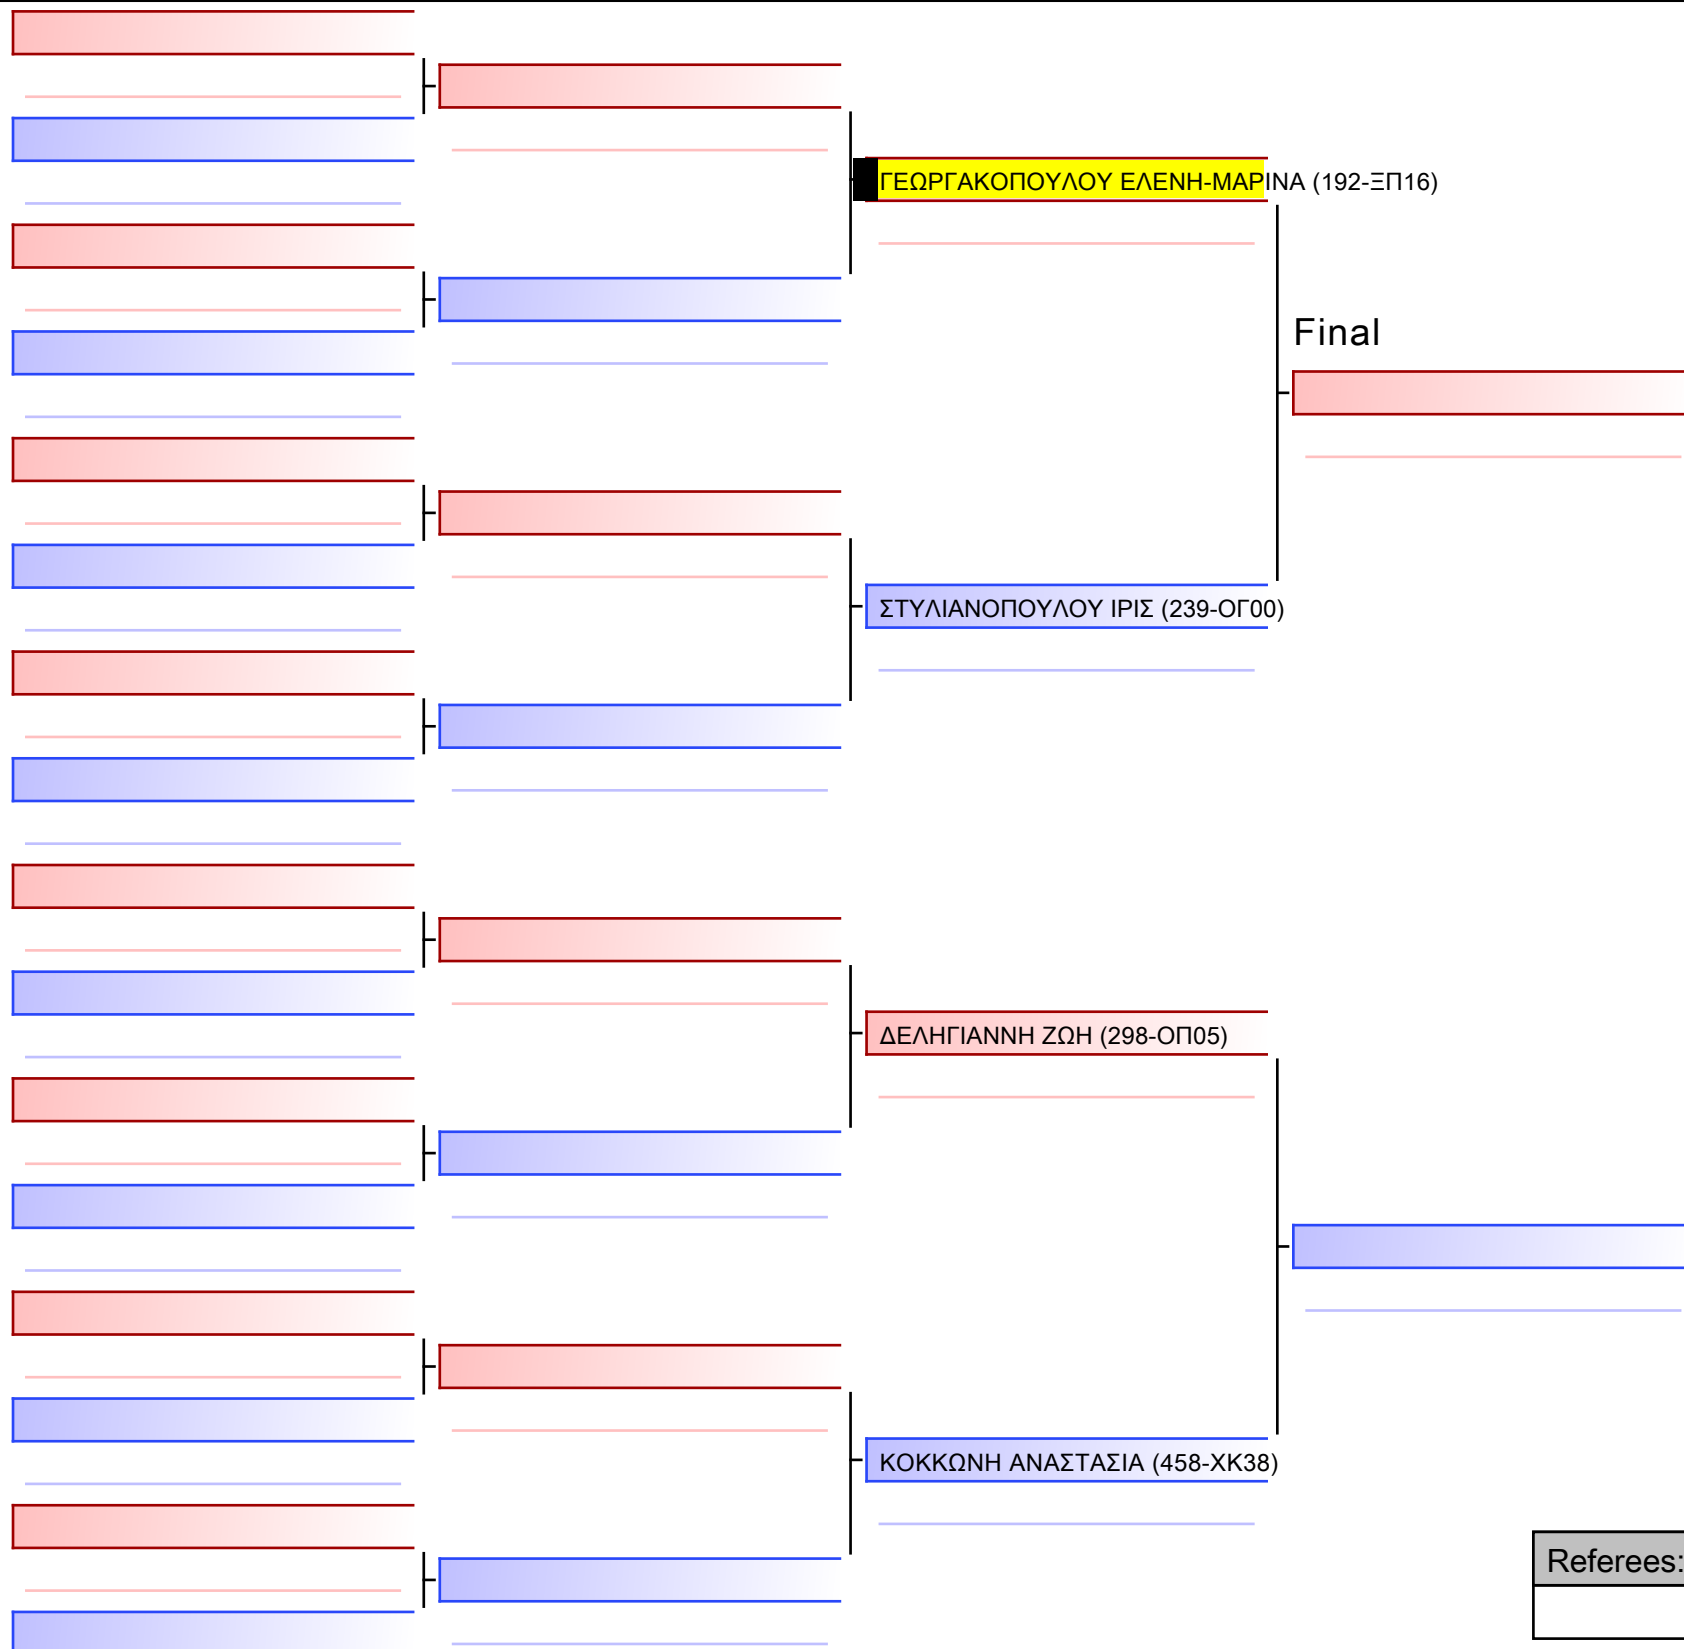 ΓΕΩΡΓΑΚΟΠΟΥΛΟΥ ΕΛΕΝΗ-ΜΑΡΙΝΑ (192-ΞΠ16)
Final
ΣΤΥΛΙΑΝΟΠΟΥΛΟΥ ΙΡΙΣ (239-ΟΓ00)
ΔΕΛΗΓΙΑΝΝΗ ΖΩΗ (298-ΟΠ05)
ΚΟΚΚΩΝΗ ΑΝΑΣΤΑΣΙΑ (458-ΧΚ38)
Referees: